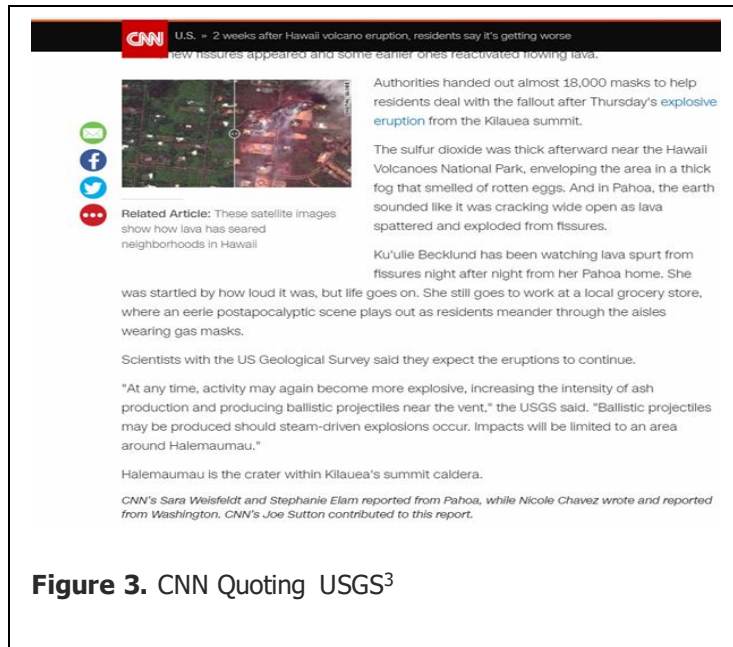 CNN U.S. » 2 weeks after Hawaii volcano eruption, residents say it's getting worse
new fissures appeared and some earlier ones reactivated flowing lava.
Authorities handed out almost 18,000 masks to help
residents deal with the fallout after Thursday's explosive
eruption from the Kilauea summit.
The sulfur dioxide was thick afterward near the Hawaii
Volcanoes National Park, enveloping the area in a thick
fog that smelled of rotten eggs. And in Pahoa, the earth
sounded like it was cracking wide open as lava
spattered and exploded from fissures.
Related Article: These satellite images
show how lava has seared
neighborhoods in Hawaii
Ku'ulie Becklund has been watching lava spurt from
fissures night after night from her Pahoa home. She
was startled by how loud it was, but life goes on. She still goes to work at a local grocery store,
where an eerie postapocalyptic scene plays out as residents meander through the aisles
wearing gas masks.
Scientists with the US Geological Survey said they expect the eruptions to continue.
"At any time, activity may again become more explosive, increasing the intensity of ash
production and producing ballistic projectiles near the vent," the USGS said. "Ballistic projectiles
may be produced should steam-driven explosions occur. Impacts will be limited to an area
around Halemaumau."
Halemaumau is the crater within Kilauea's summit caldera.
CNN's Sara Weisfeldt and Stephanie Elam reported from Pahoa, while Nicole Chavez wrote and reported
from Washington. CNN's Joe Sutton contributed to this report.
Figure 3. CNN Quoting USGS3